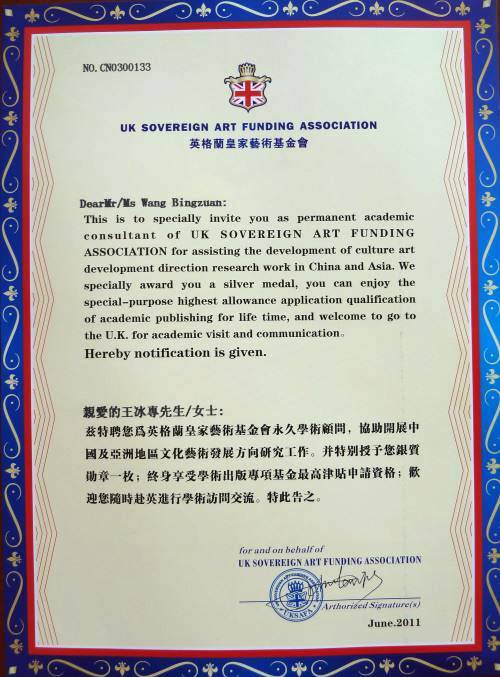 NO. CN0300133
UK SOVEREIGN ART FUNDING ASSOCIATION
英格蘭皇家藝術基金會
DearMr/Ms Wang Bingzuan:
This is to specially invite you as permanent academic
consultant of UK SOVEREIGN ART FUNDING
ASSOCIATION for assisting the development of culture art
development direction research work in China and Asia. We
specially award you a silver medal, you can enjoy the
special-purpose highest allowance application qualification
of academic publishing for life time, and welcome to go to
the U.K. for academic visit and communication。
Hereby notification is given.
親愛的王冰專先生/女士:
兹特聘您爲英格蘭皇家藝術基金會永久學術顧問，協助開展中
國及亞洲地區文化藝術發展方向研究工作。并特别授予您銀質
勛章一枚；終身享受學術出版專項基金最高津貼申請資格；歡
迎您隨時赴英進行學術訪問交流。特此告之.
for and on behalf of
UK SOVEREIGN ART FUNDING ASSOCIATION
UKSAFA
Arthorized Signature(s)
June.2011